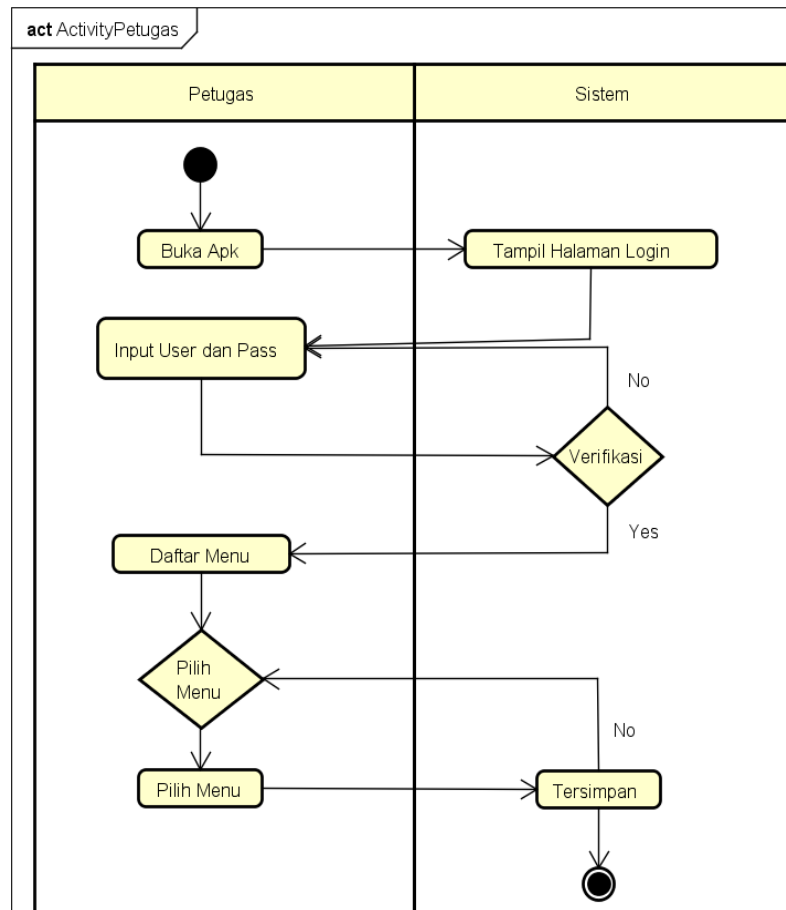 act ActivityPetugas
Petugas
Sistem
Buka Apk
Tampil Halaman Login
Input User dan Pass
No
Verifikasi
Yes
Daftar Menu
Pilih
Menu
No
Pilih Menu
Tersimpan